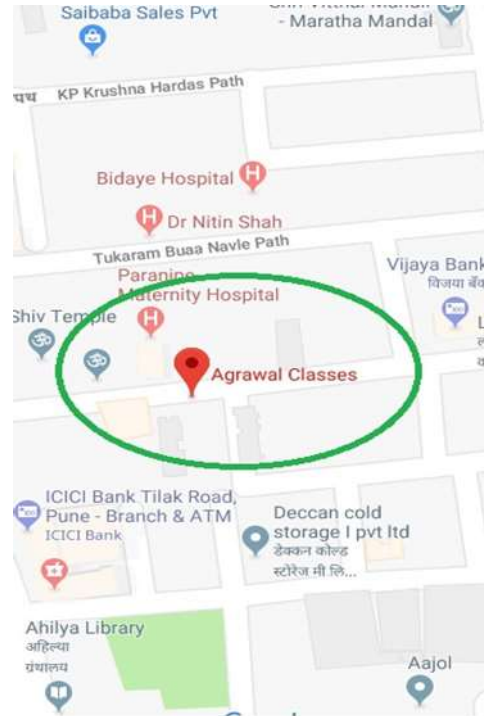 Saibaba Sales Pvt
- Maratha Mandal
पथ
KP Krushna Hardas Path
Bidaye Hospital
H
H
Dr Nitin Shah
Tukaram Buaa Navle Path
Vijaya Bank
विजया
Maternity Hospital
H
Shiv Temple
ॐ
ॐ
Agrawal Classes
ICICI Bank Tilak Road,
Pune - Branch & ATM
ICICI Bank
Deccan cold
storage I pvt ltd
डेक्कन कोल्ड
स्टोरेज मी लि...
Ahilya Library
अहिल्या
ग्रंथालय
Aajol